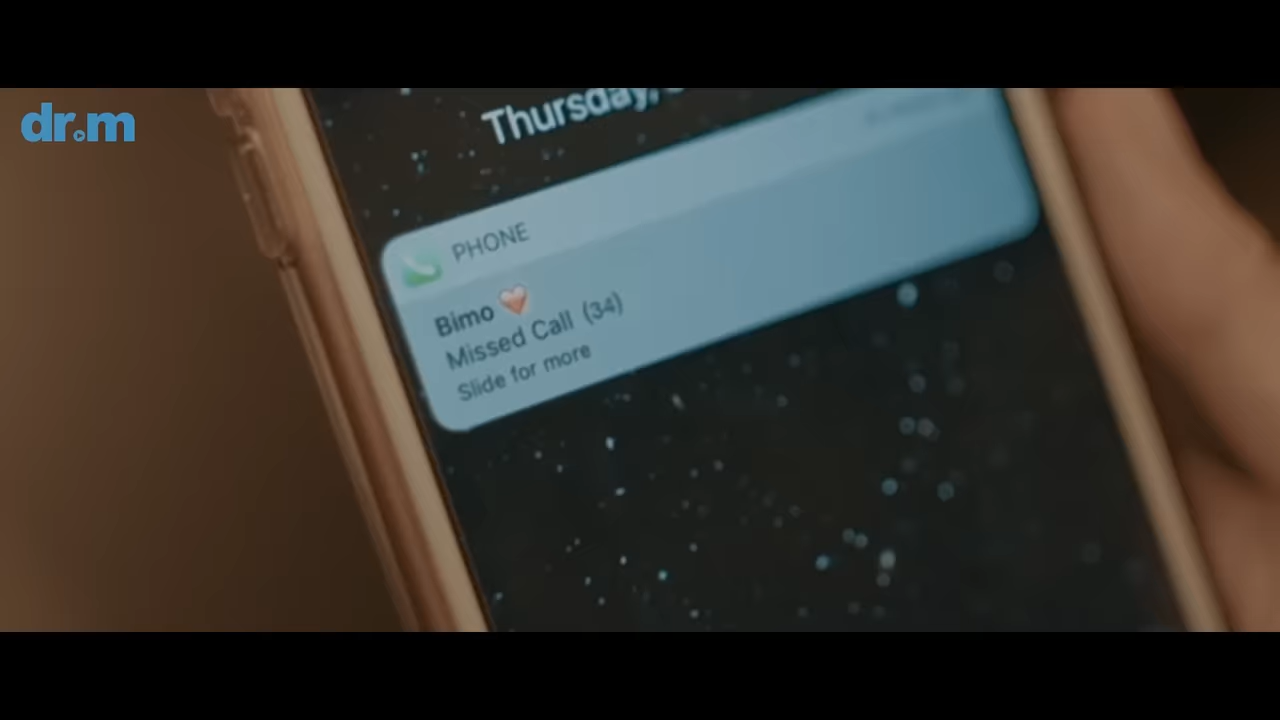 dr.m
Thursday,
PHONE
Bimo ❤️
Missed Call (34)
Slide for more